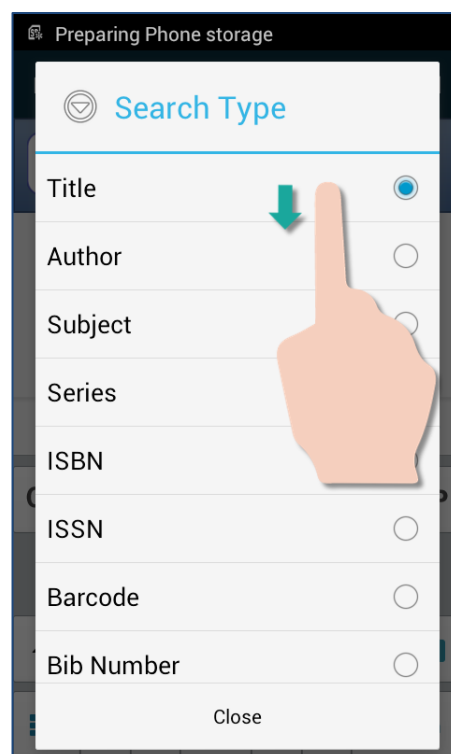 Preparing Phone storage
Search Type
Title
Author
Subject
Series
ISBN
ISSN
Barcode
Bib Number
Close